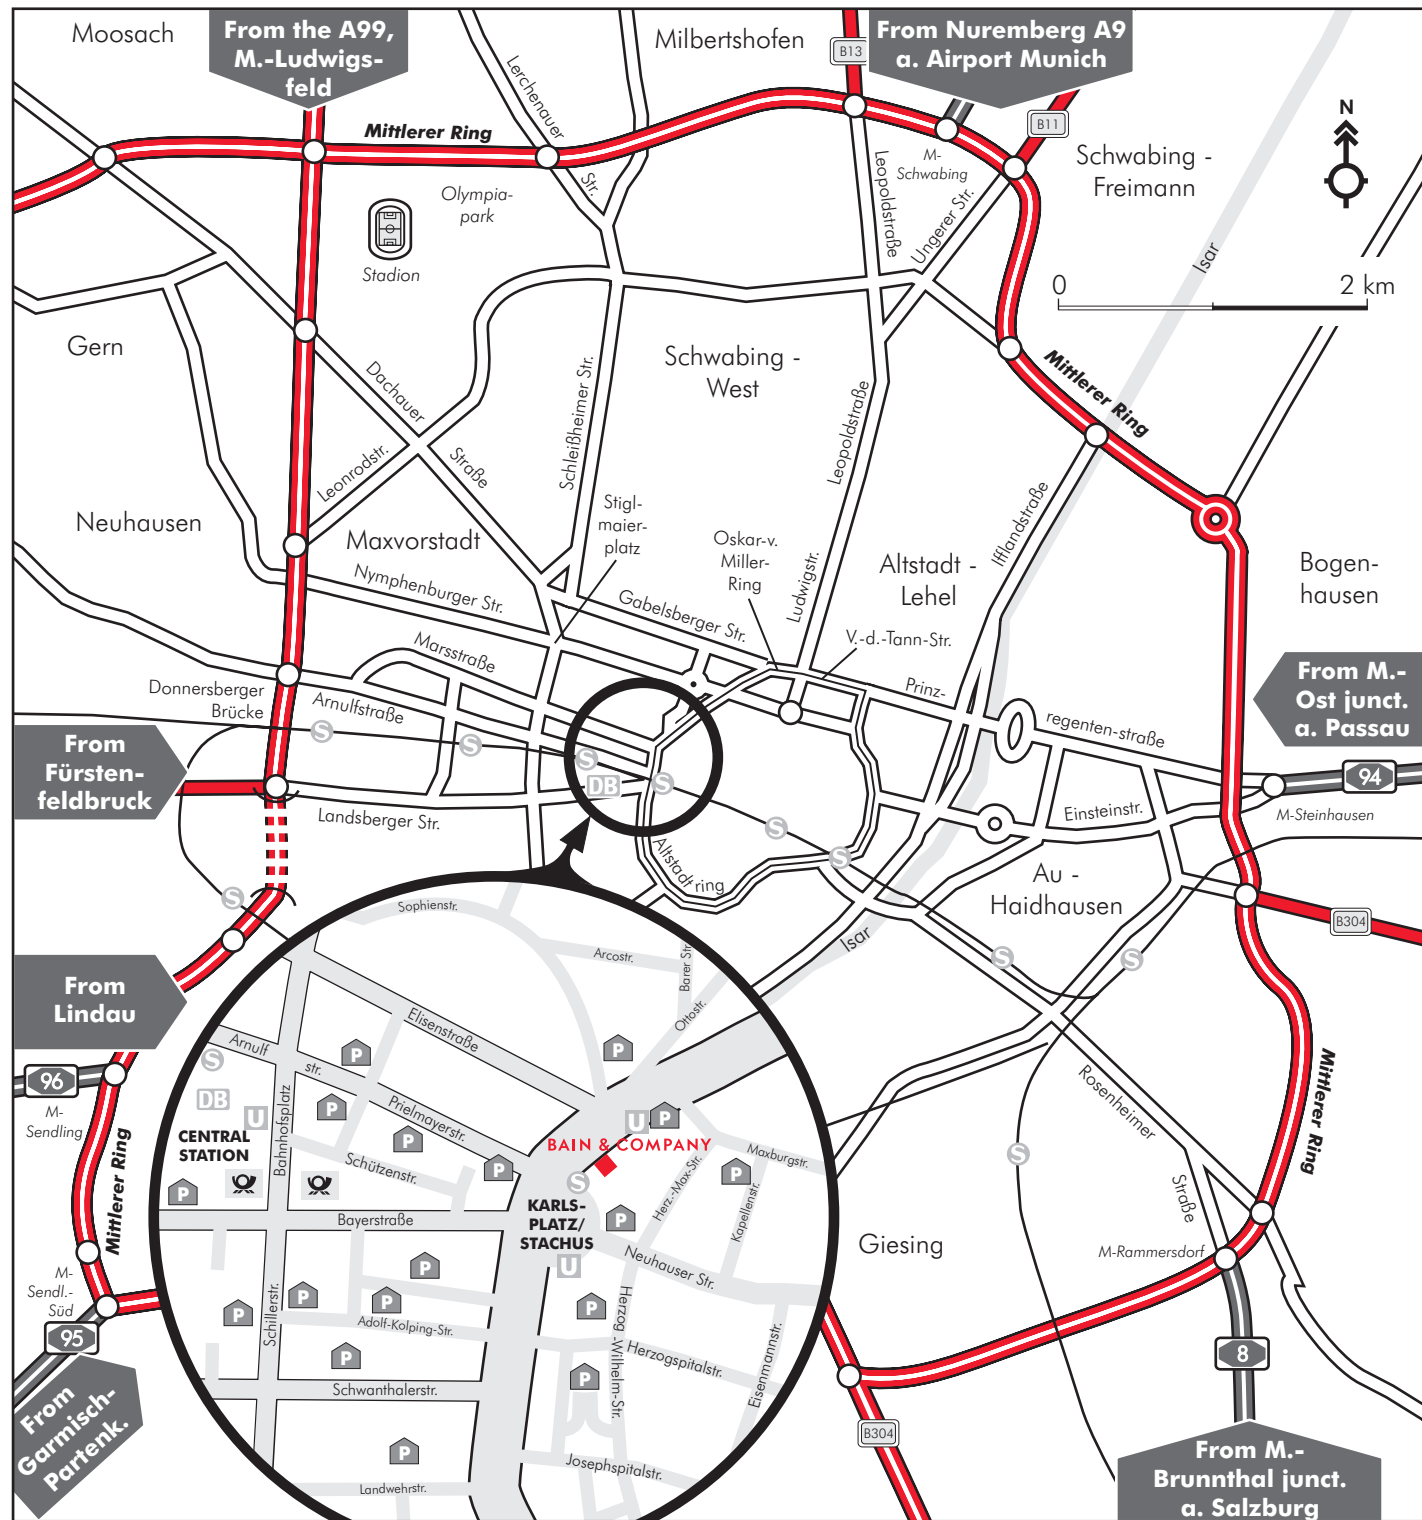 Moosach
From the A99,
M.-Ludwigs-
feld
Milbertshofen
B13
From Nuremberg A9
a. Airport Munich
N
Lerchenauer
Str.
Mittlerer Ring
B11
M-
Schwabing
Schwabing -
Freimann
Olympia-
park
Stadion
Leopoldstraße
Ungerer Str.
Isar
0
2 km
Gern
Schwabing -
West
Mittlerer Ring
Dachauer
Straße
Schleißheimer Str.
Leopoldstraße
Leonrodstr.
Neuhausen
Maxvorstadt
Stigl-
maier-
platz
Oskar-v.
Miller-
Ring
Ludwigstr.
Altstadt -
Lehel
Ifflandstraße
Bogen-
hausen
Nymphenburger Str.
Gabelsberger Str.
V.-d.-Tann-Str.
Marsstraße
Arnulfstraße
Donnersberger
Brücke
Prinz-
regenten-straße
From M.-
Ost junct.
a. Passau
From
Fürsten-
feldbruck
S
S
S
DB
S
94
M-Steinhausen
Landsberger Str.
Einsteinstr.
S
S
Altstadt ring
Au -
Haidhausen
S
B304
Isar
S
S
From
Lindau
Sophienstr.
Arcostr.
Barer Str.
Ottostr.
Elisenstraße
Arnulf
str.
S
P
P
96
M-
Sendling
DB
U
P
Prielmayerstr.
P
U
P
BAIN & COMPANY
CENTRAL
STATION
Bahnhofsplatz
Schützenstr.
P
S
Herz.-Max-Str.
Maxburgstr.
P
Kapellenstr.
P
KARLS-
PLATZ/
STACHUS
P
Bayerstraße
U
Neuhauser Str.
Mittlerer Ring
Rosenheimer
Straße
S
Mittlerer Ring
Giesing
M-Rammersdorf
M-
Sendl.-
Süd
95
P
P
P
P
P
Schillerstr.
Adolf-Kolping-Str.
Herzog
-Wilhelm-Str.
Herzogspitalstr.
Eisenmannstr.
P
P
Schwanthalerstr.
8
From
Garmisch-
Partenk.
P
Josephspitalstr.
Landwehrstr.
B304
From M.-
Brunnthal junct.
a. Salzburg